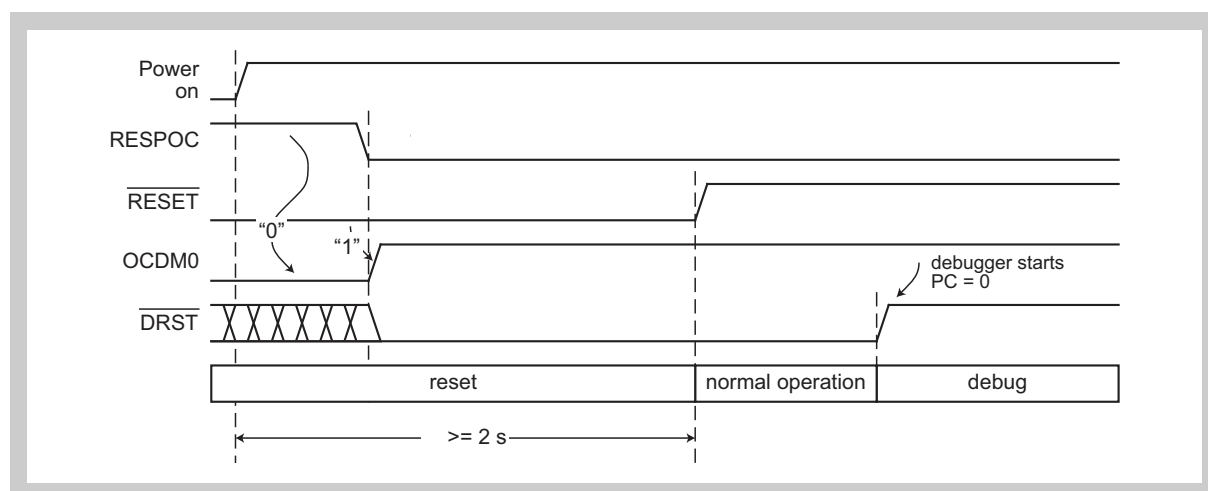 Power
on
RESPOC
RESET
"0"
"1"
OCDM0
debugger starts
PC = 0
DRST
reset
normal operation
debug
>= 2 s